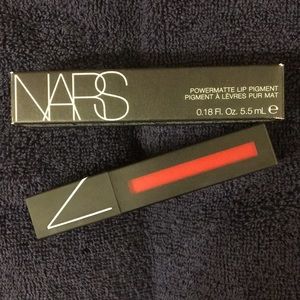 NARS
POWERMATTE LIP PIGMENT
PIGMENT À LÈVRES PUR MAT
0.18 Fl. Oz. 5.5 mL ℮